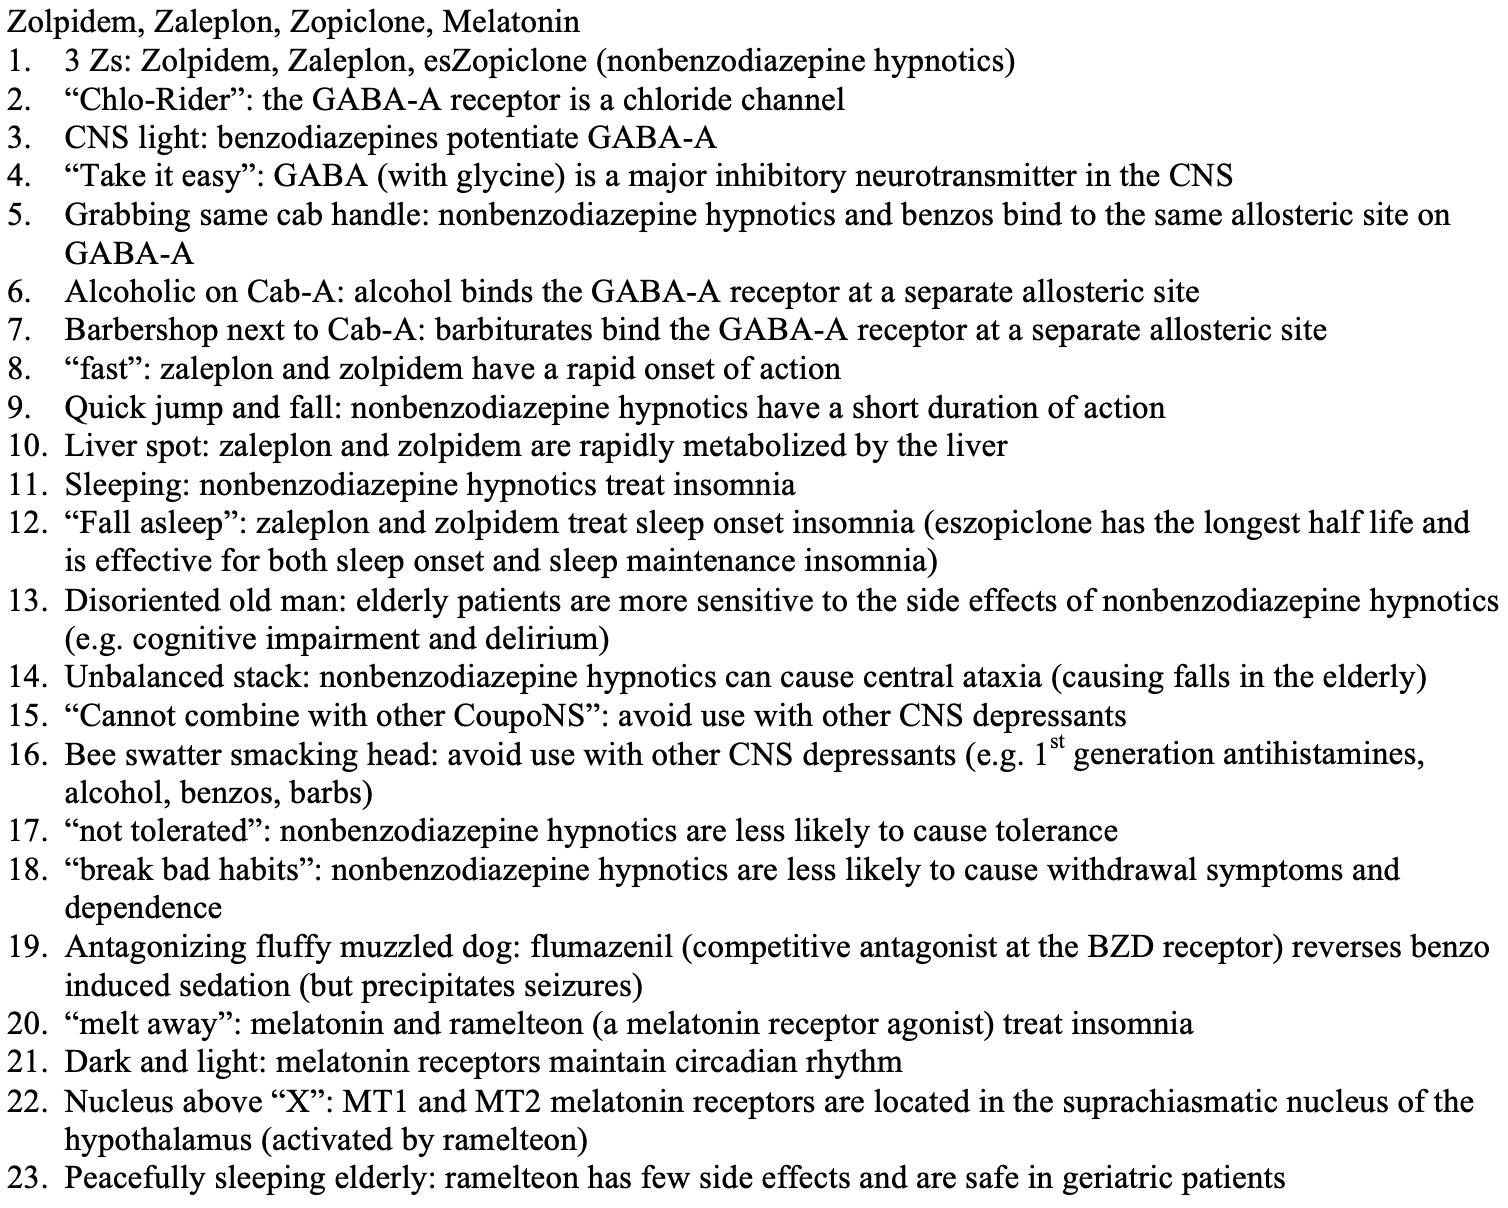 Zolpidem, Zaleplon, Zopiclone, Melatonin
1. 3 Zs: Zolpidem, Zaleplon, esZopiclone (nonbenzodiazepine hypnotics)
2. “Chlo-Rider”: the GABA-A receptor is a chloride channel
3. CNS light: benzodiazepines potentiate GABA-A
4. “Take it easy”: GABA (with glycine) is a major inhibitory neurotransmitter in the CNS
5. Grabbing same cab handle: nonbenzodiazepine hypnotics and benzos bind to the same allosteric site on
GABA-A
6. Alcoholic on Cab-A: alcohol binds the GABA-A receptor at a separate allosteric site
7. Barbershop next to Cab-A: barbiturates bind the GABA-A receptor at a separate allosteric site
8. “fast”: zaleplon and zolpidem have a rapid onset of action
9. Quick jump and fall: nonbenzodiazepine hypnotics have a short duration of action
10. Liver spot: zaleplon and zolpidem are rapidly metabolized by the liver
11. Sleeping: nonbenzodiazepine hypnotics treat insomnia
12. “Fall asleep”: zaleplon and zolpidem treat sleep onset insomnia (eszopiclone has the longest half life and
is effective for both sleep onset and sleep maintenance insomnia)
13. Disoriented old man: elderly patients are more sensitive to the side effects of nonbenzodiazepine hypnotics
(e.g. cognitive impairment and delirium)
14. Unbalanced stack: nonbenzodiazepine hypnotics can cause central ataxia (causing falls in the elderly)
15. “Cannot combine with other CoupoNS”: avoid use with other CNS depressants
16. Bee swatter smacking head: avoid use with other CNS depressants (e.g. 1st generation antihistamines,
alcohol, benzos, barbs)
17. “not tolerated”: nonbenzodiazepine hypnotics are less likely to cause tolerance
18. “break bad habits”: nonbenzodiazepine hypnotics are less likely to cause withdrawal symptoms and
dependence
19. Antagonizing fluffy muzzled dog: flumazenil (competitive antagonist at the BZD receptor) reverses benzo
induced sedation (but precipitates seizures)
20. “melt away”: melatonin and ramelteon (a melatonin receptor agonist) treat insomnia
21. Dark and light: melatonin receptors maintain circadian rhythm
22. Nucleus above “X”: MT1 and MT2 melatonin receptors are located in the suprachiasmatic nucleus of the
hypothalamus (activated by ramelteon)
23. Peacefully sleeping elderly: ramelteon has few side effects and are safe in geriatric patients